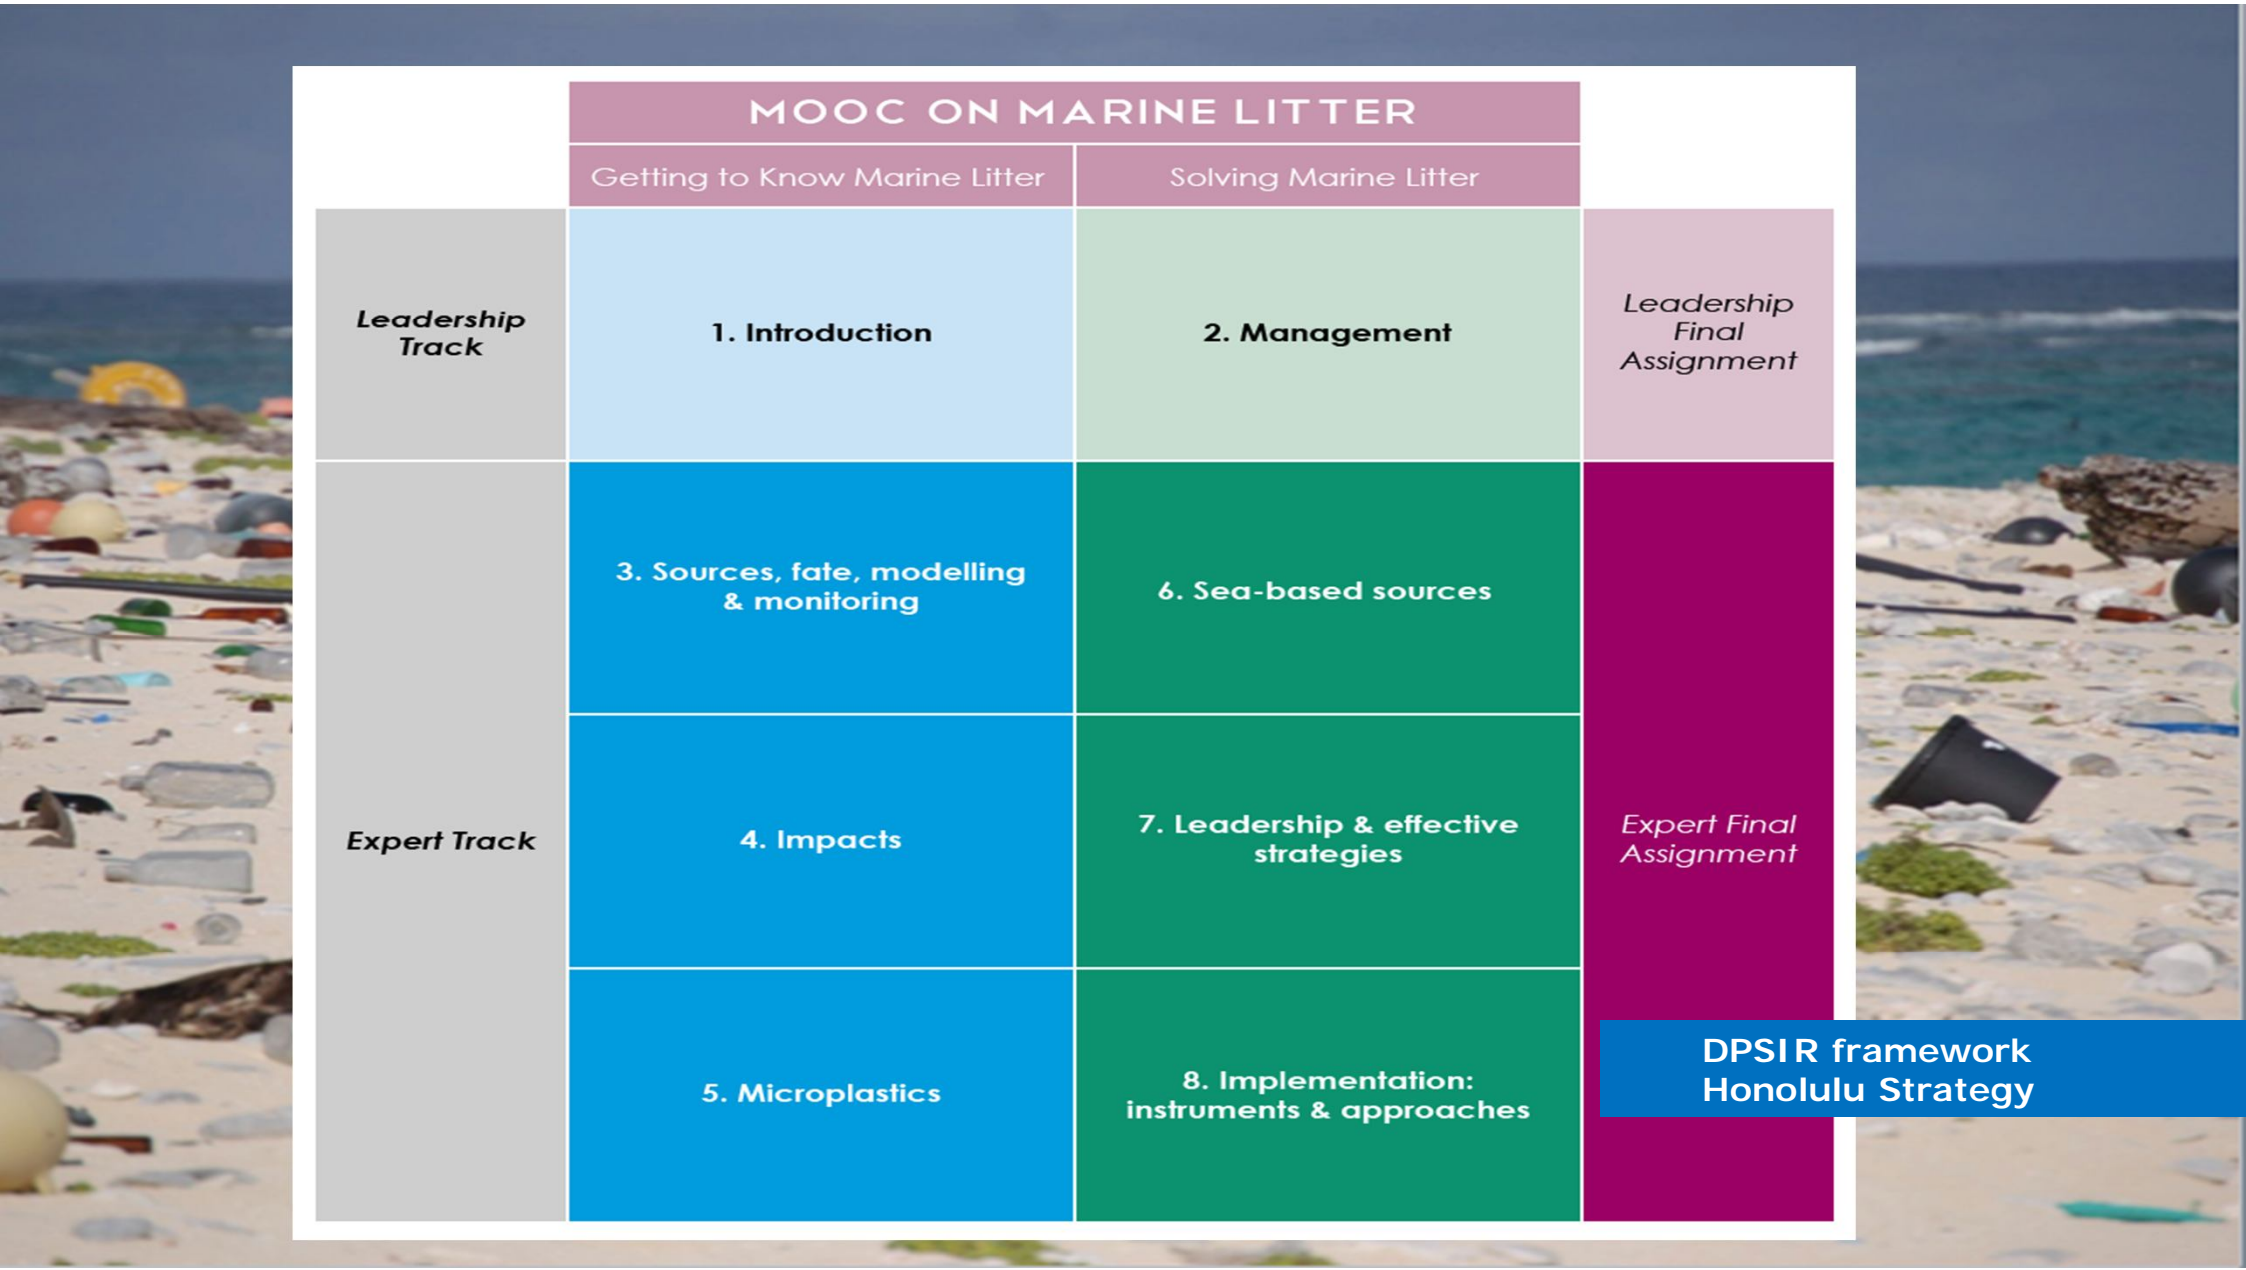 MOOC ON MARINE LITTER
Getting to Know Marine Litter
Solving Marine Litter
Leadership
Track
1. Introduction
2. Management
Leadership
Final
Assignment
Expert Track
3. Sources, fate, modelling
& monitoring
6. Sea-based sources
4. Impacts
7. Leadership & effective
strategies
Expert Final
Assignment
5. Microplastics
8. Implementation:
instruments & approaches
DPSIR framework
Honolulu Strategy